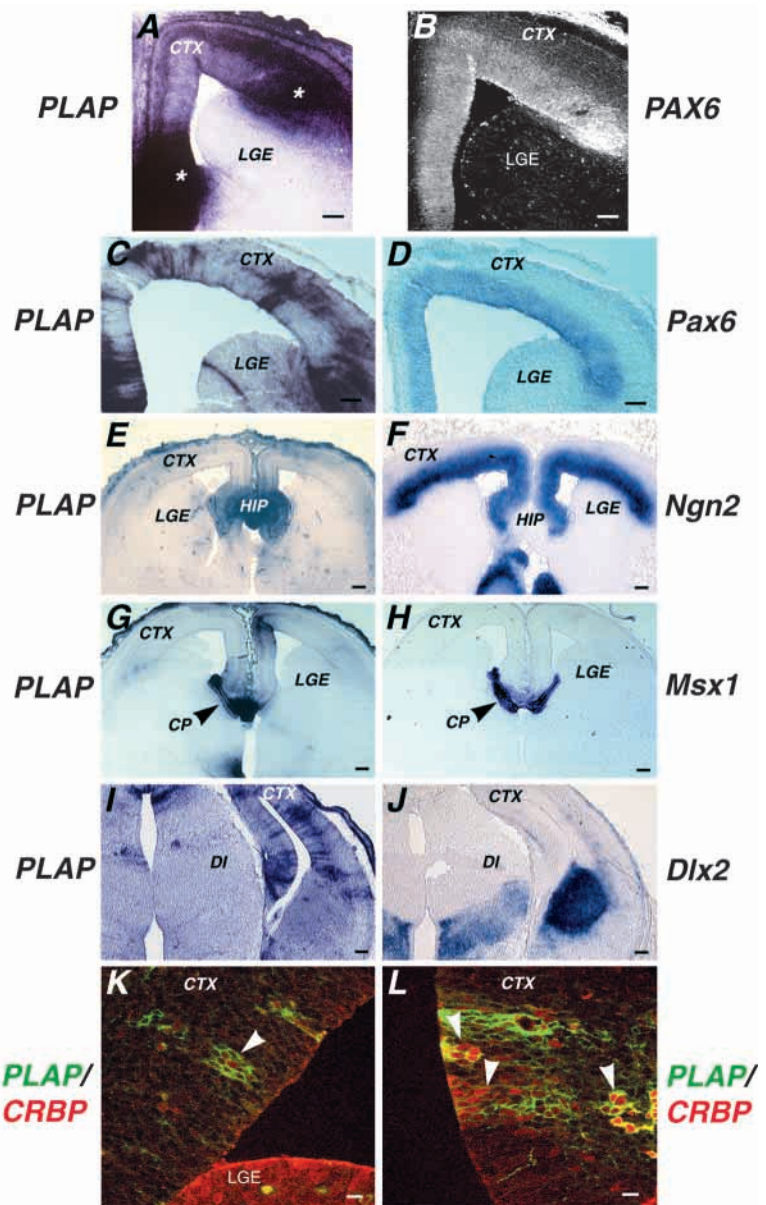 A
CTX
*
LGE
*
PLAP
B
CTX
LGE
PAX6
C
CTX
LGE
PLAP
D
CTX
LGE
Pax6
E
CTX
LGE
HIP
PLAP
F
CTX
HIP
LGE
Ngn2
G
CTX
LGE
CP
PLAP
H
CTX
LGE
CP
Msx1
I
CTX
DI
PLAP
J
CTX
DI
Dlx2
K
CTX
LGE
PLAP/
CRBP
L
CTX
PLAP/
CRBP